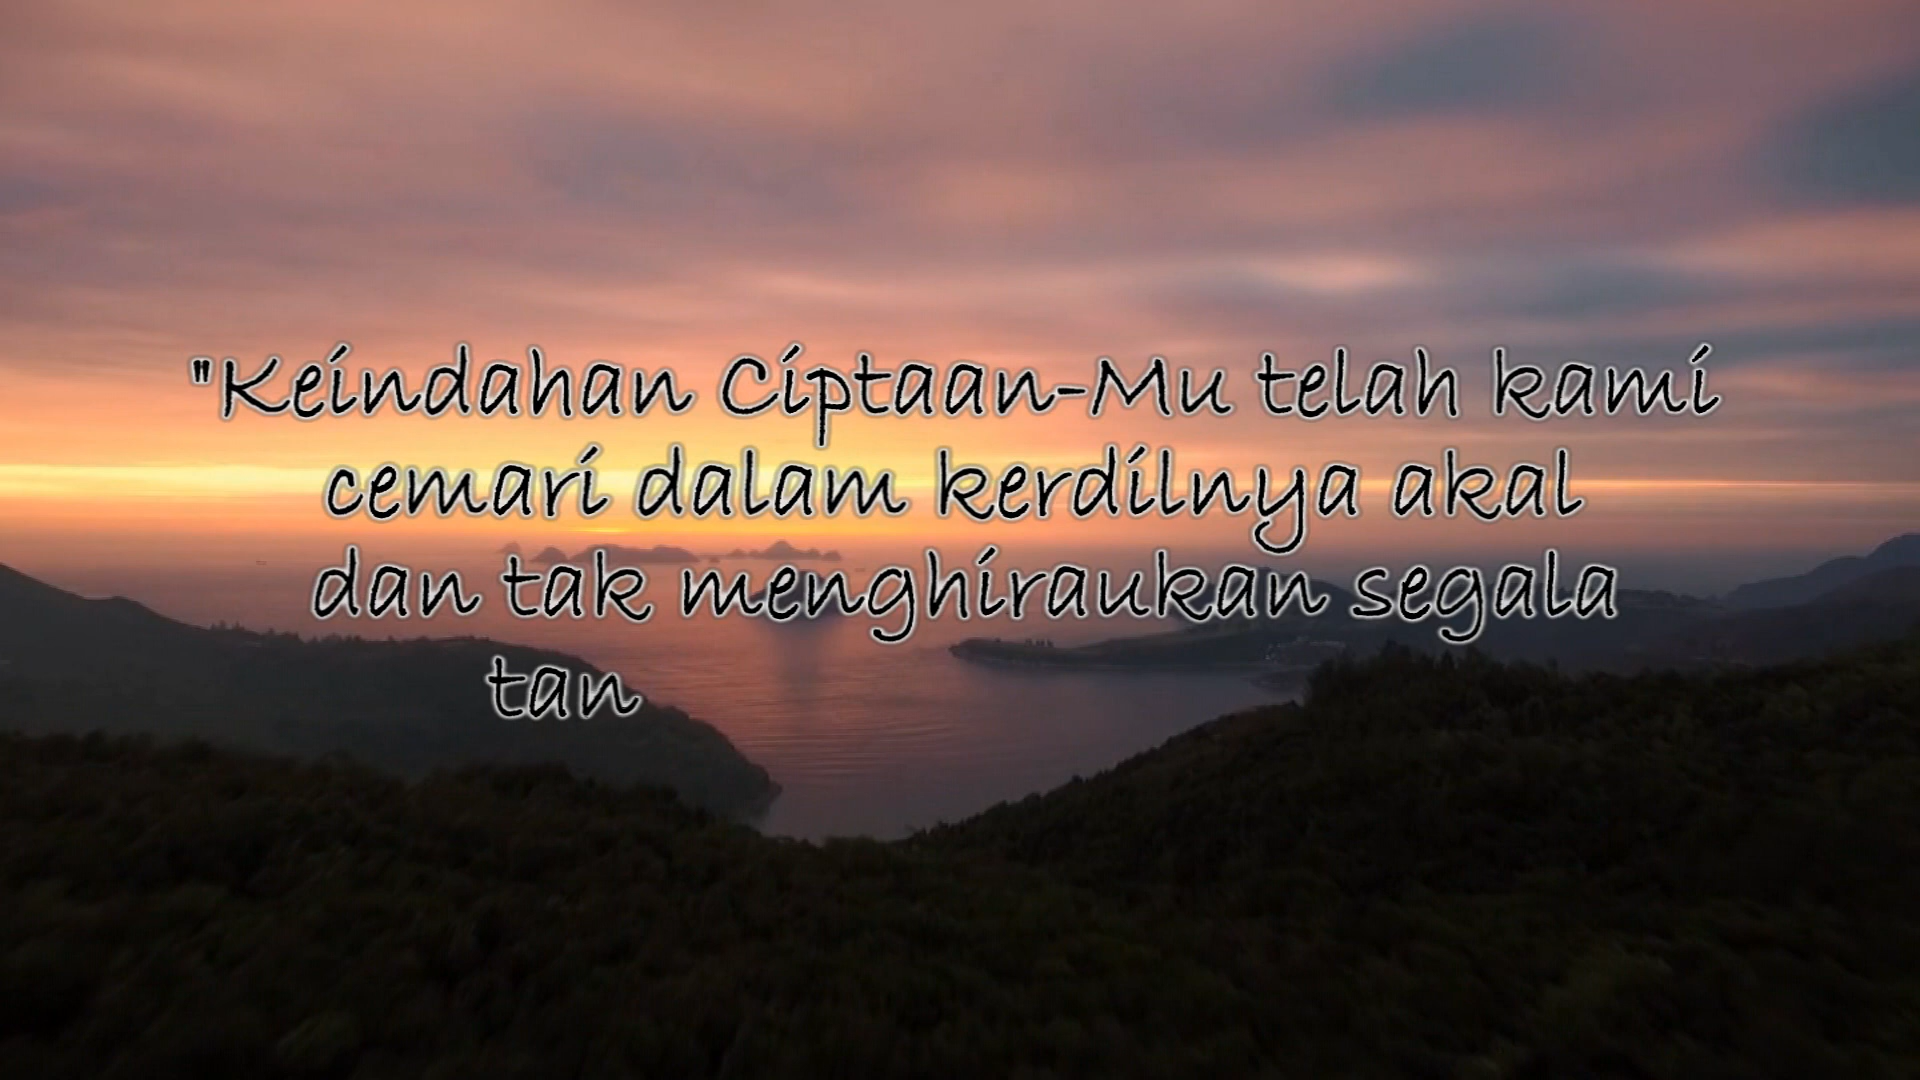 "Keindahan Ciptaan-Mu telah kami
cemari dalam kerdilnya akal
dan tak menghiraukan segala
tan